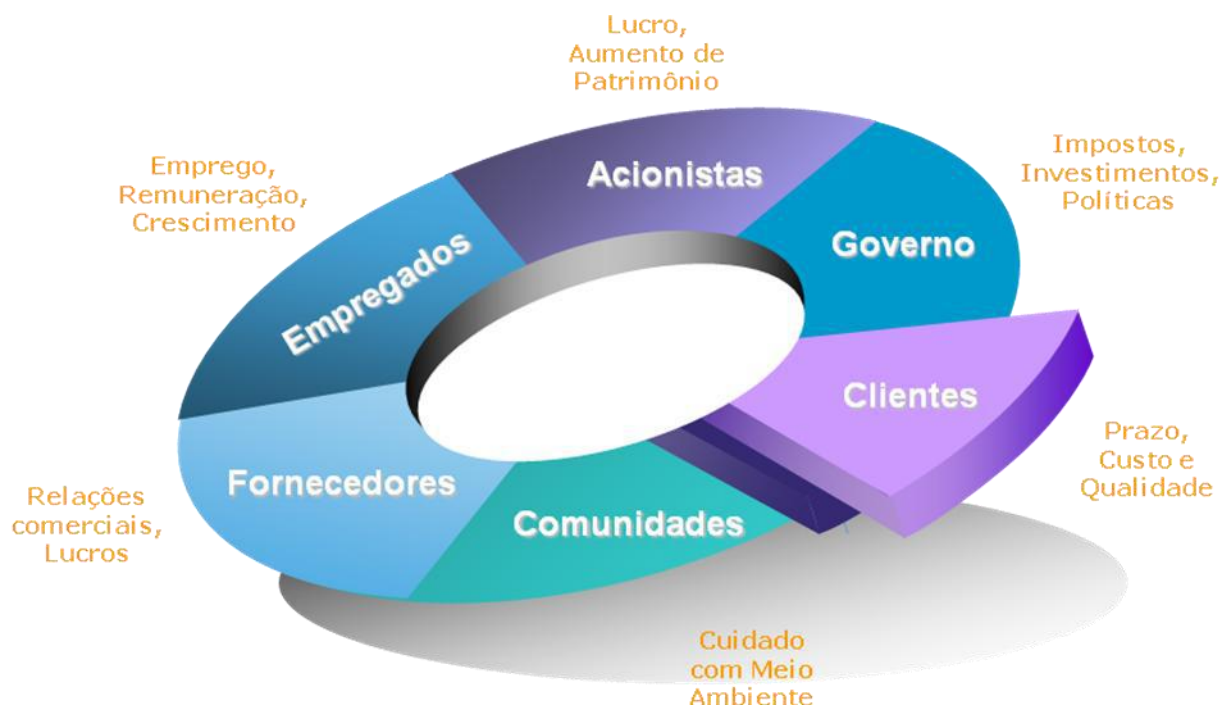 Lucro,
Aumento de
Patrimônio
Acionistas
Impostos,
Investimentos,
Políticas
Governo
Emprego,
Remuneração,
Crescimento
Empregados
Clientes
Prazo,
Custo e
Qualidade
Fornecedores
Relações
comerciais,
Lucros
Comunidades
Cuidado
com Meio
Ambiente